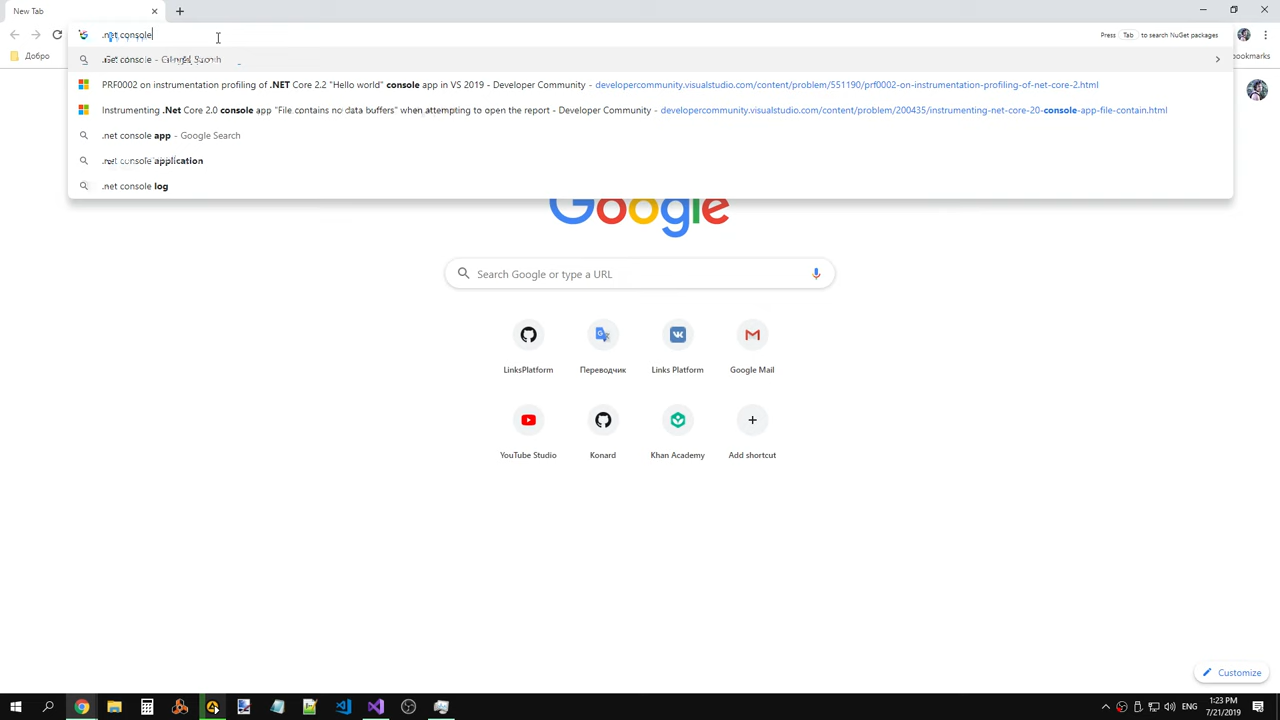 New Tab
.net console
Press Tab to search NuGet packages
.net console - Google Search
PRF0002 on instrumentation profiling of .NET Core 2.2 "Hello world" console app in VS 2019 - Developer Community - developercommunity.visualstudio.com/content/problem/551190/prf0002-on-instrumentation-profiling-of-net-core-2.html
Instrumenting .Net Core 2.0 console app "File contains no data buffers" when attempting to open the report - Developer Community - developercommunity.visualstudio.com/content/problem/200435/instrumenting-net-core-20-console-app-file-contain.html
.net console app - Google Search
.net console application
.net console log
Добро
bookmarks
Google
Search Google or type a URL
LinksPlatform
Переводчик
Links Platform
Google Mail
YouTube Studio
Konard
Khan Academy
Add shortcut
Customize
ENG
1:23 PM
7/21/2019